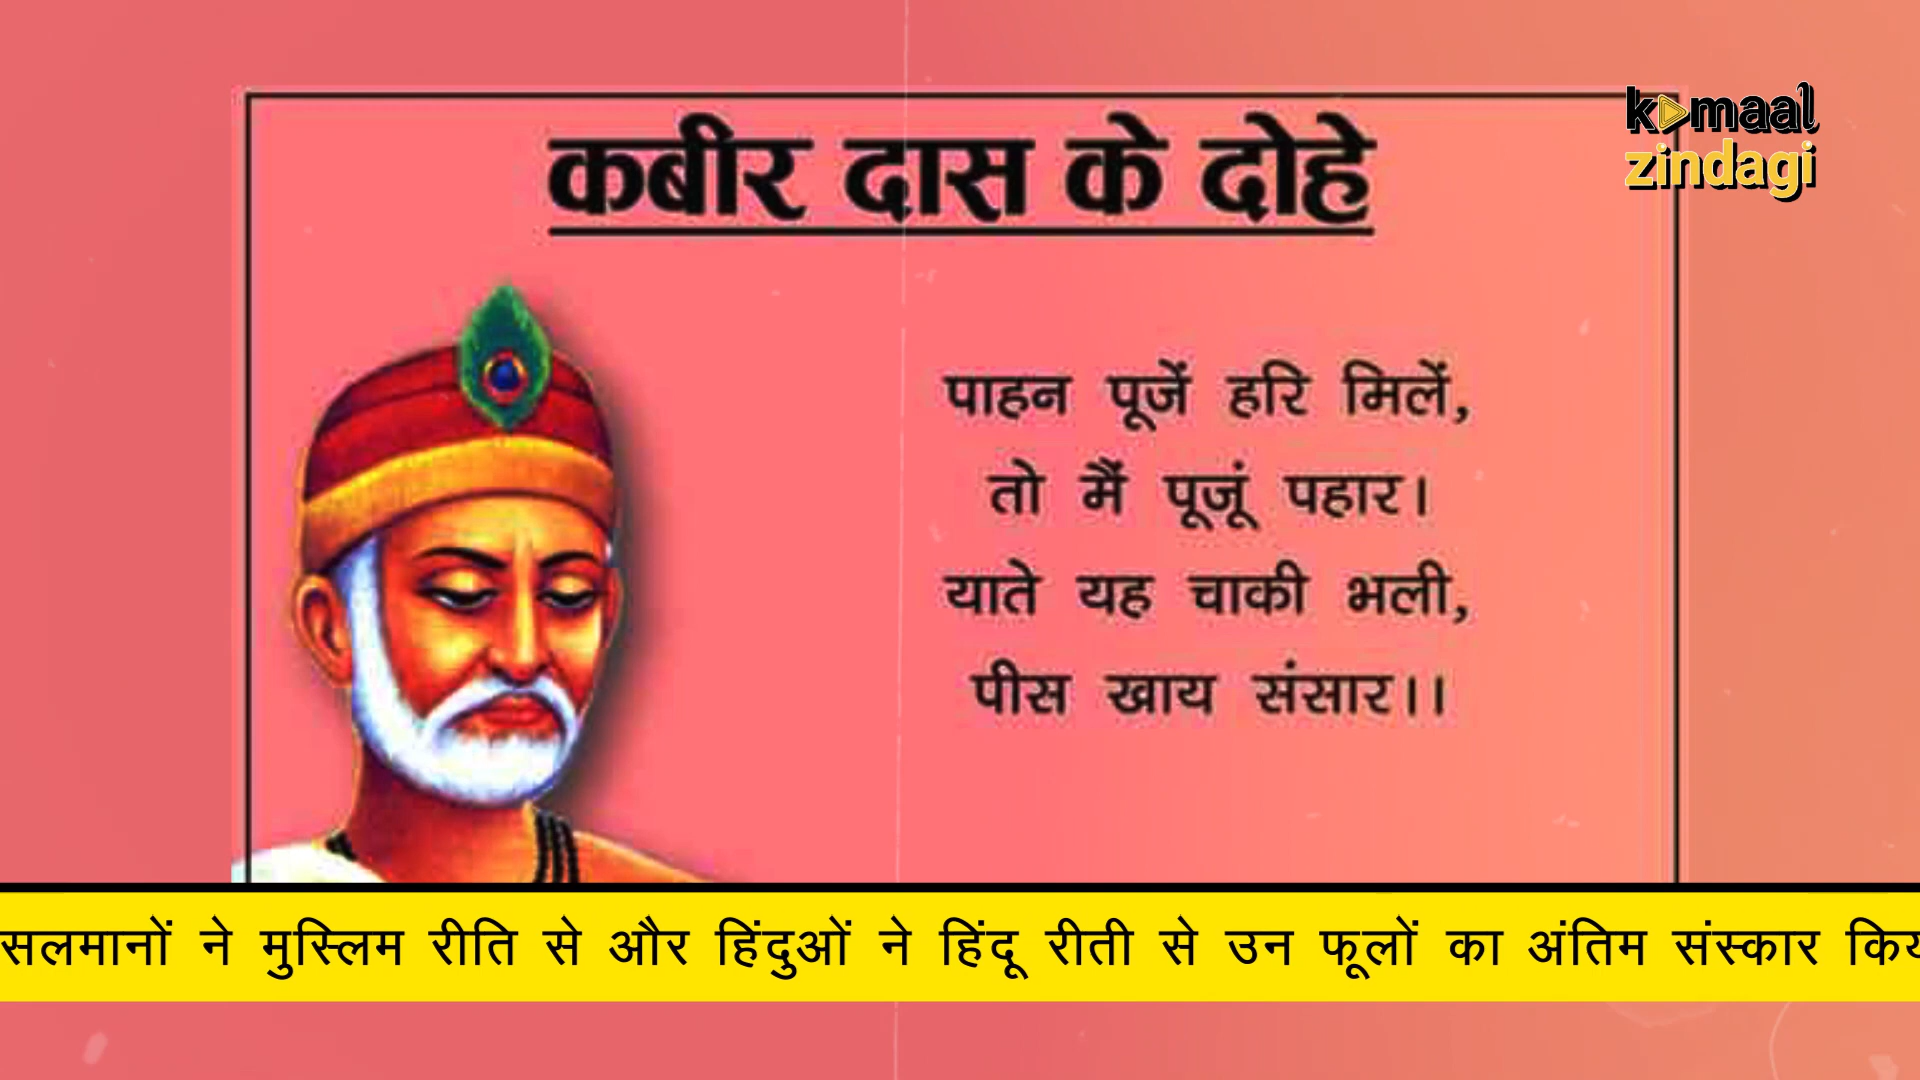 कबीर दास के दोहे
komaal
zindagi
पाहन पूजें हरि मिलें,
तो मैं पूजूं पहार।
याते यह चाकी भली,
पीस खाय संसार।।
सलमानों ने मुस्लिम रीति से और हिंदुओं ने हिंदू रीती से उन फूलों का अंतिम संस्कार किय